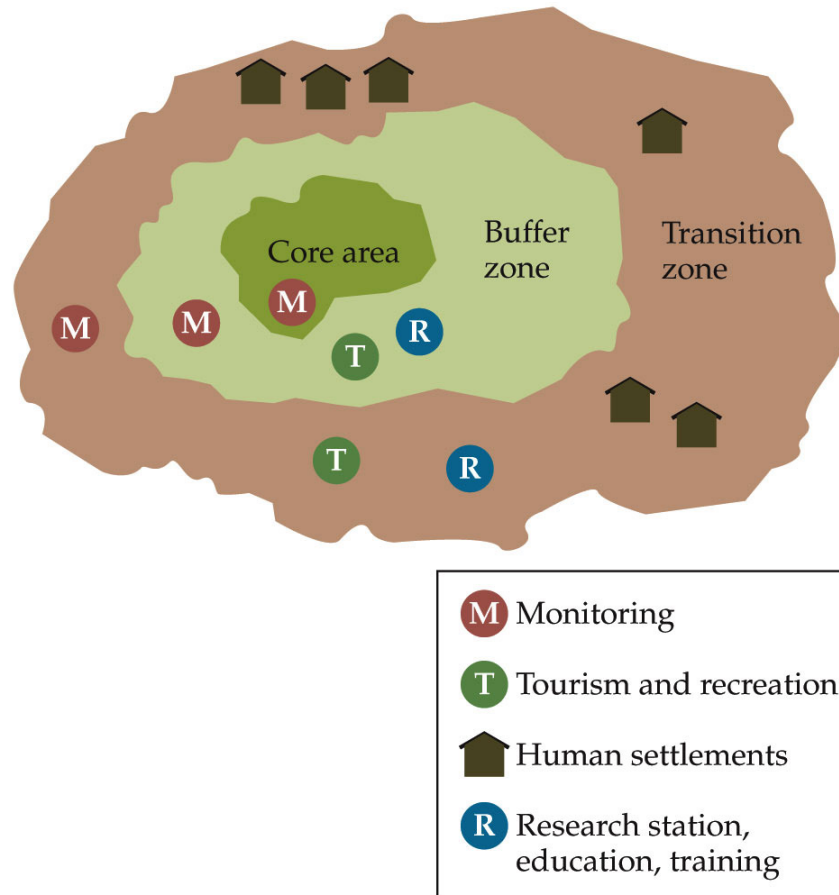 Core area
Buffer
zone
Transition
zone
M
M
M
R
T
T
R
M Monitoring
T Tourism and recreation
Human settlements
R Research station,
education, training